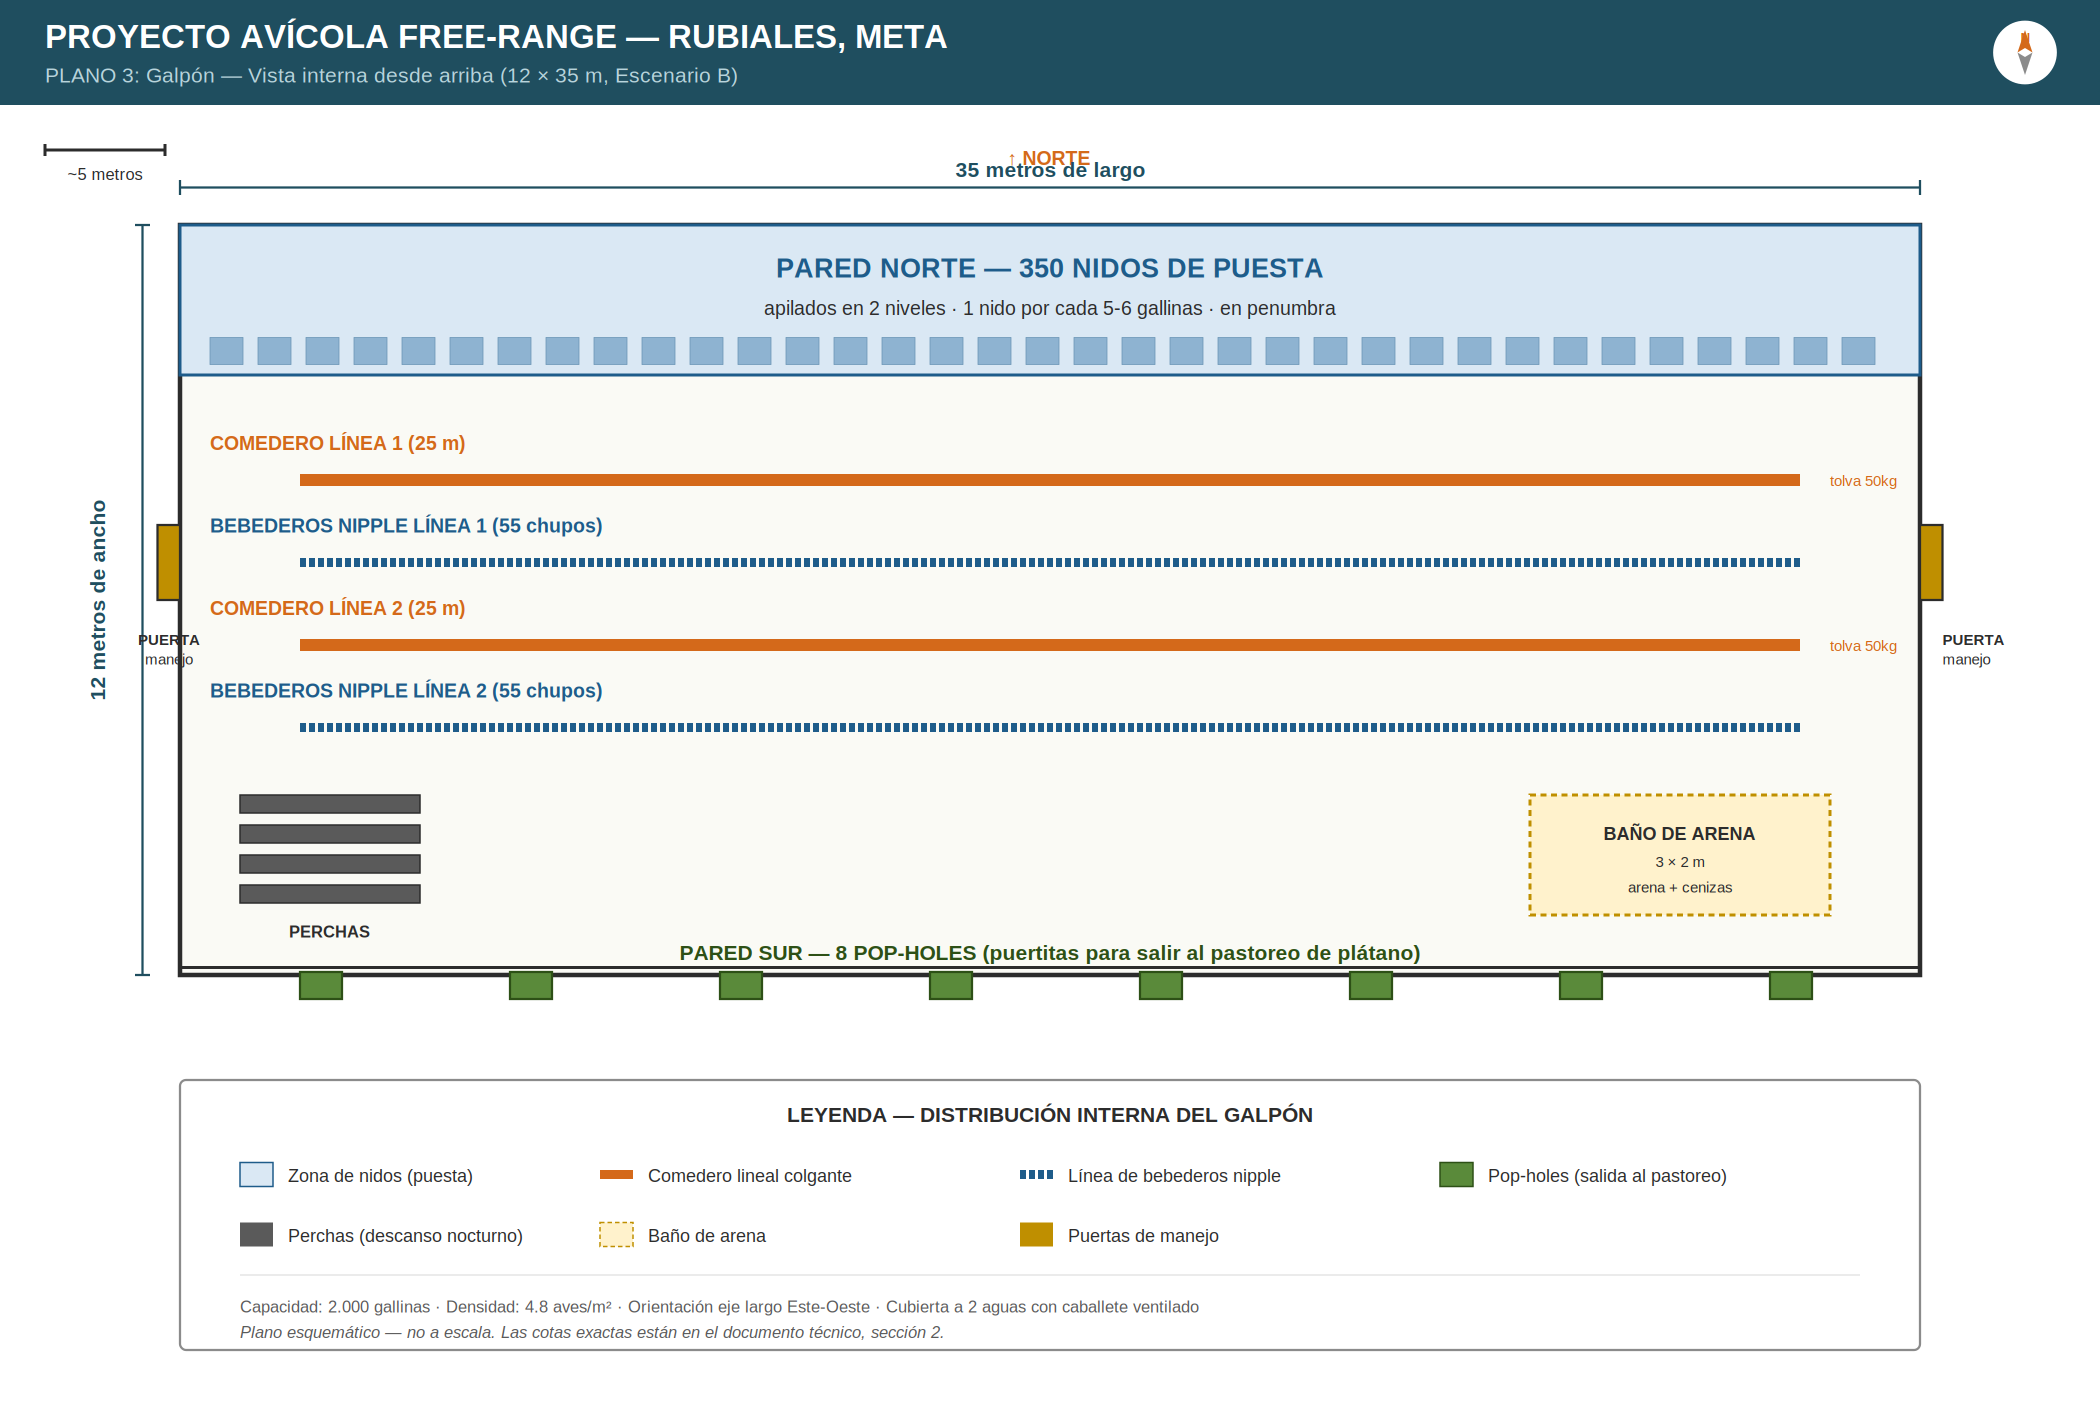 PROYECTO AVÍCOLA FREE-RANGE — RUBIALES, META
PLANO 3: Galpón — Vista interna desde arriba (12 × 35 m, Escenario B)
N
~5 metros
↑ NORTE
35 metros de largo
12 metros de ancho
PARED NORTE — 350 NIDOS DE PUESTA
apilados en 2 niveles · 1 nido por cada 5-6 gallinas · en penumbra
COMEDERO LÍNEA 1 (25 m)
tolva 50kg
BEBEDEROS NIPPLE LÍNEA 1 (55 chupos)
COMEDERO LÍNEA 2 (25 m)
tolva 50kg
PUERTA
manejo
PUERTA
manejo
BEBEDEROS NIPPLE LÍNEA 2 (55 chupos)
PERCHAS
BAÑO DE ARENA
3 × 2 m
arena + cenizas
PARED SUR — 8 POP-HOLES (puertitas para salir al pastoreo de plátano)
LEYENDA — DISTRIBUCIÓN INTERNA DEL GALPÓN
Zona de nidos (puesta)
Comedero lineal colgante
Línea de bebederos nipple
Pop-holes (salida al pastoreo)
Perchas (descanso nocturno)
Baño de arena
Puertas de manejo
Capacidad: 2.000 gallinas · Densidad: 4.8 aves/m² · Orientación eje largo Este-Oeste · Cubierta a 2 aguas con caballete ventilado
Plano esquemático — no a escala. Las cotas exactas están en el documento técnico, sección 2.